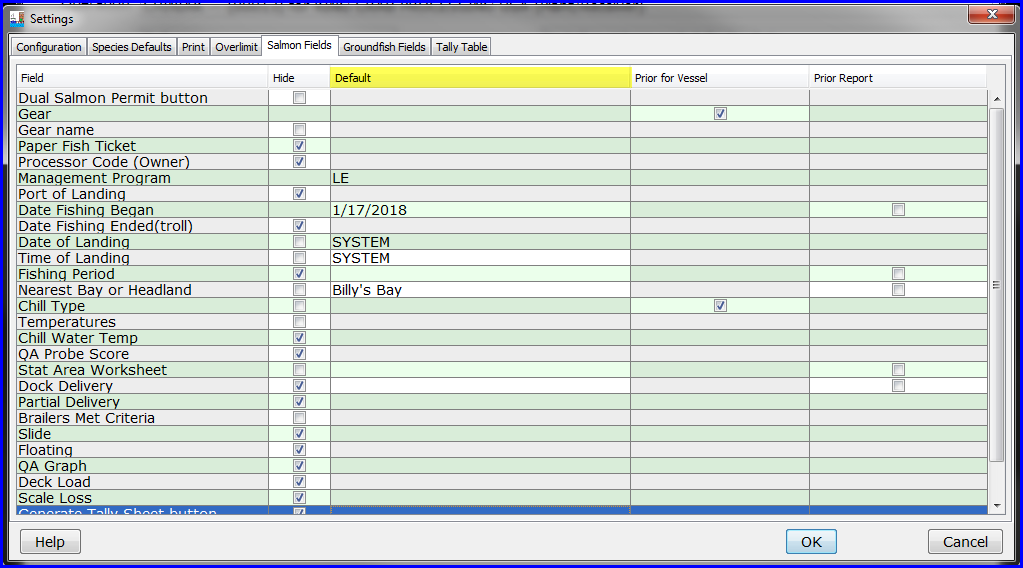 Settings
Configuration Species Defaults Print Overlimit Salmon Fields Groundfish Fields Tally Table
Field Hide Default Prior for Vessel Prior Report
Dual Salmon Permit button
Gear
Gear name
Paper Fish Ticket
Processor Code (Owner)
Management Program LE
Port of Landing
Date Fishing Began 1/17/2018
Date Fishing Ended(troll)
Date of Landing SYSTEM
Time of Landing SYSTEM
Fishing Period
Nearest Bay or Headland Billy's Bay
Chill Type
Temperatures
Chill Water Temp
QA Probe Score
Stat Area Worksheet
Dock Delivery
Partial Delivery
Brailers Met Criteria
Slide
Floating
QA Graph
Deck Load
Scale Loss
Generate Tally Sheet button
Help OK Cancel